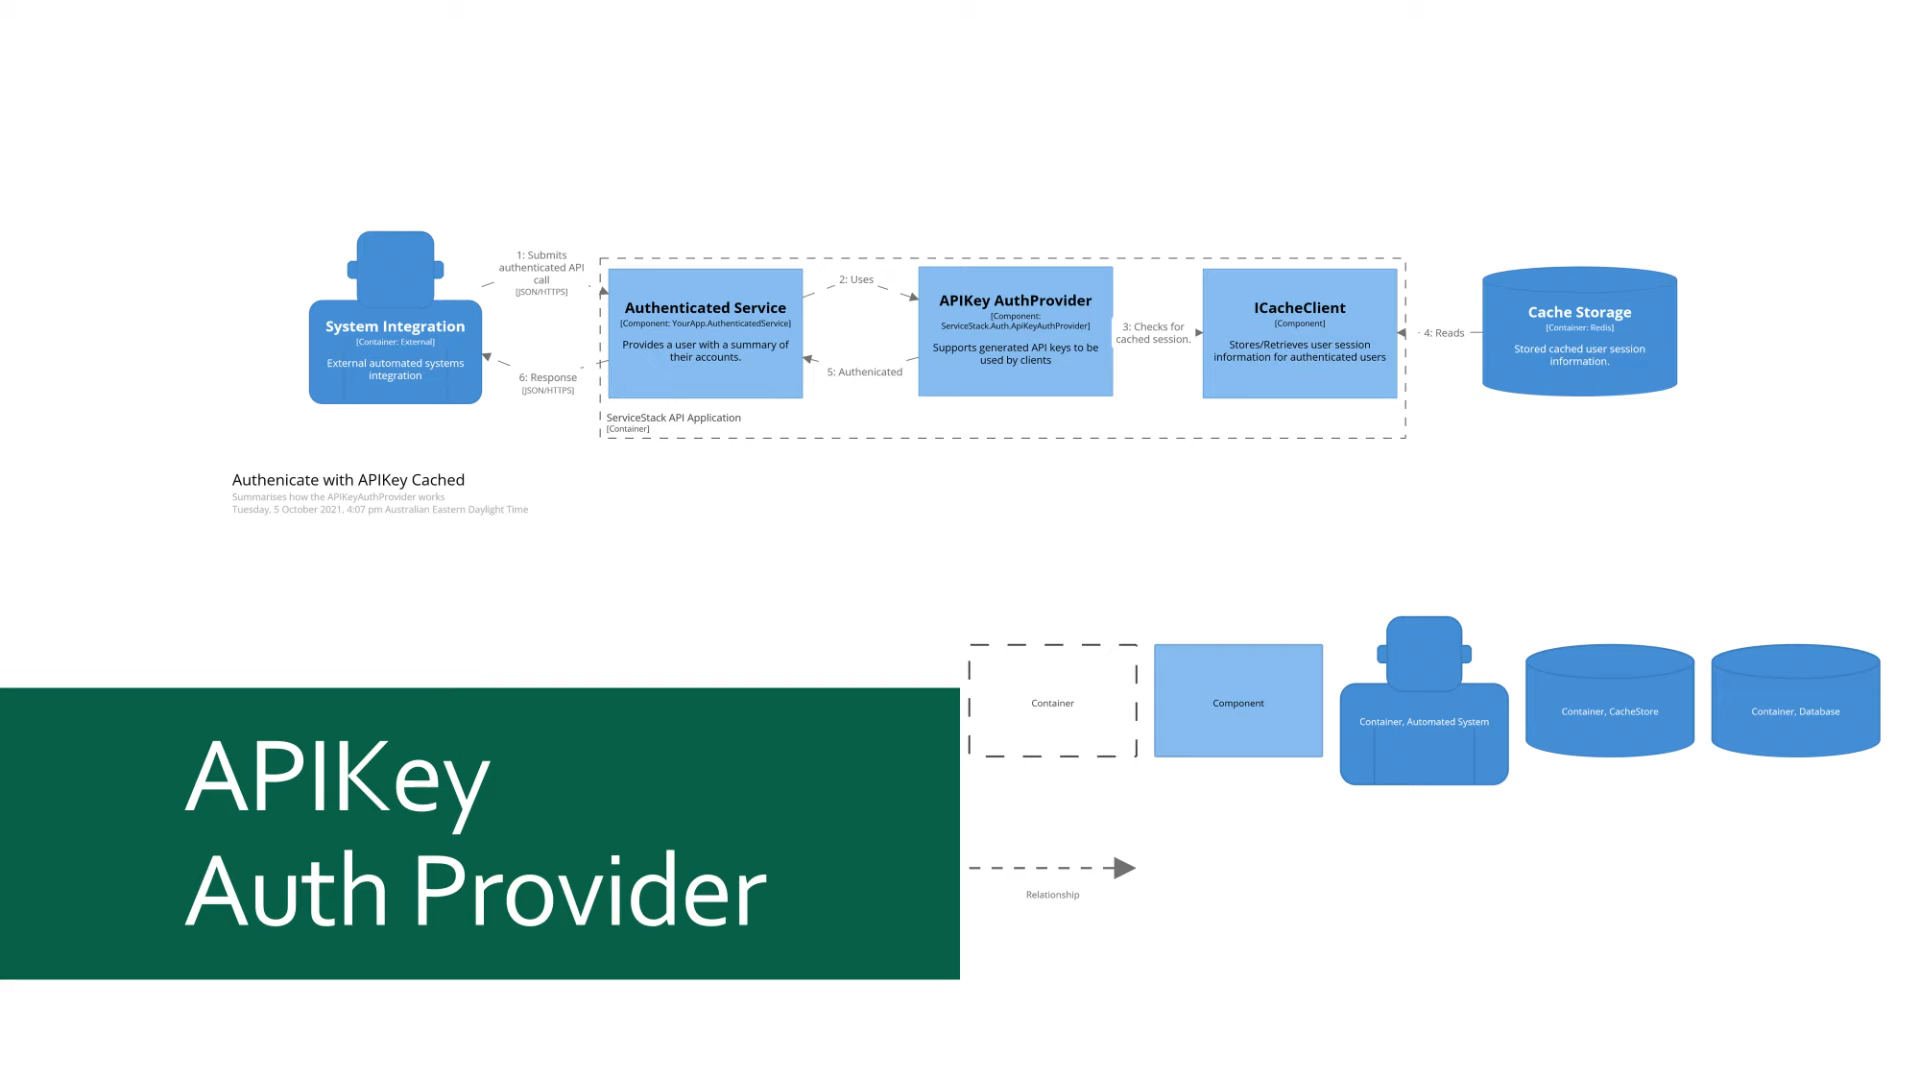 1: Submits
authenticated API
call
[JSON/HTTPS]
System Integration
[Container: External]
External automated systems
integration
6: Response
[JSON/HTTPS]
Authenticated Service
[Component: YourApp.AuthenticatedService]
Provides a user with a summary of
their accounts.
2: Uses
5: Authenicated
APIKey AuthProvider
[Component:
ServiceStack.Auth.ApiKeyAuthProvider]
Supports generated API keys to be
used by clients
3: Checks for
cached session.
ICacheClient
[Component]
Stores/Retrieves user session
information for authenticated users
4: Reads
Cache Storage
[Container: Redis]
Stored cached user session
information.
ServiceStack API Application
[Container]
Authenicate with APIKey Cached
Summarises how the APIKeyAuthProvider works
Tuesday, 5 October 2021, 4:07 pm Australian Eastern Daylight Time
Container
Component
Container, Automated System
Container, CacheStore
Container, Database
Relationship
APIKey
Auth Provider